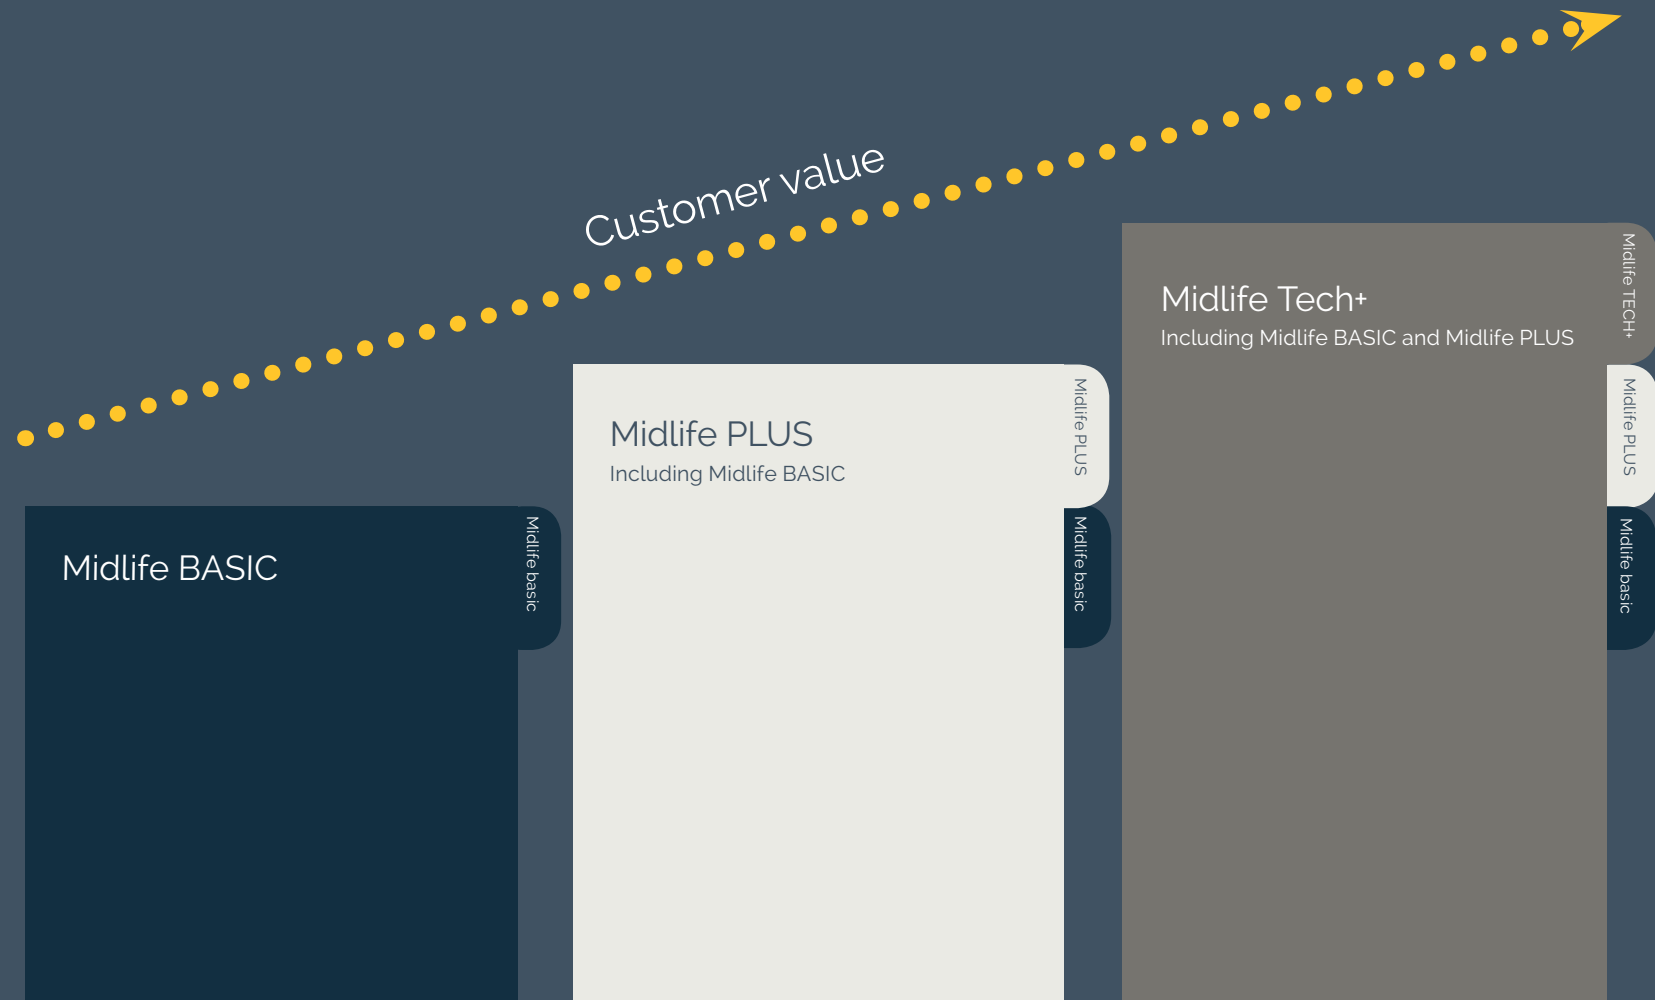 Customer value
Midlife BASIC
Midlife basic
Midlife PLUS
Including Midlife BASIC
Midlife PLUS
Midlife basic
Midlife Tech+
Including Midlife BASIC and Midlife PLUS
Midlife TECH+
Midlife PLUS
Midlife basic